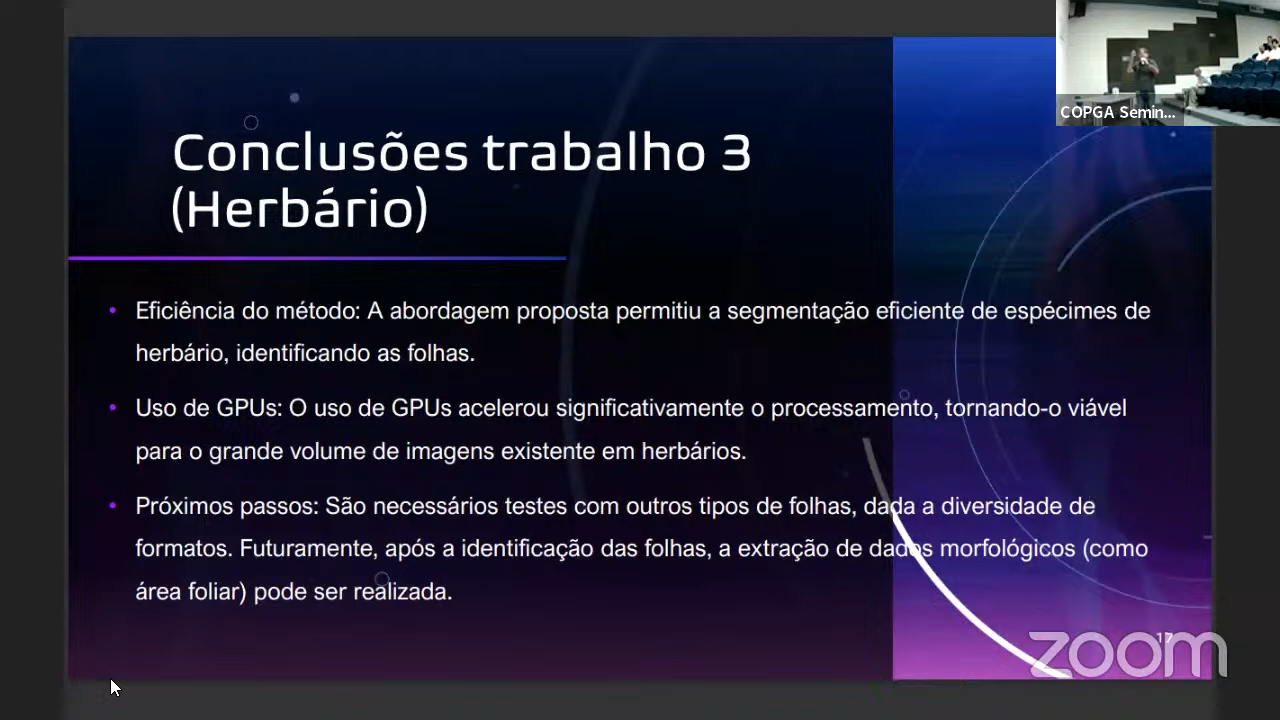 COPGA Semin...
Conclusões trabalho 3
(Herbário)
• Eficiência do método: A abordagem proposta permitiu a segmentação eficiente de espécimes de
herbário, identificando as folhas.
• Uso de GPUs: O uso de GPUs acelerou significativamente o processamento, tornando-o viável
para o grande volume de imagens existente em herbários.
• Próximos passos: São necessários testes com outros tipos de folhas, dada a diversidade de
formatos. Futuramente, após a identificação das folhas, a extração de dados morfológicos (como
área foliar) pode ser realizada.
17
zoom